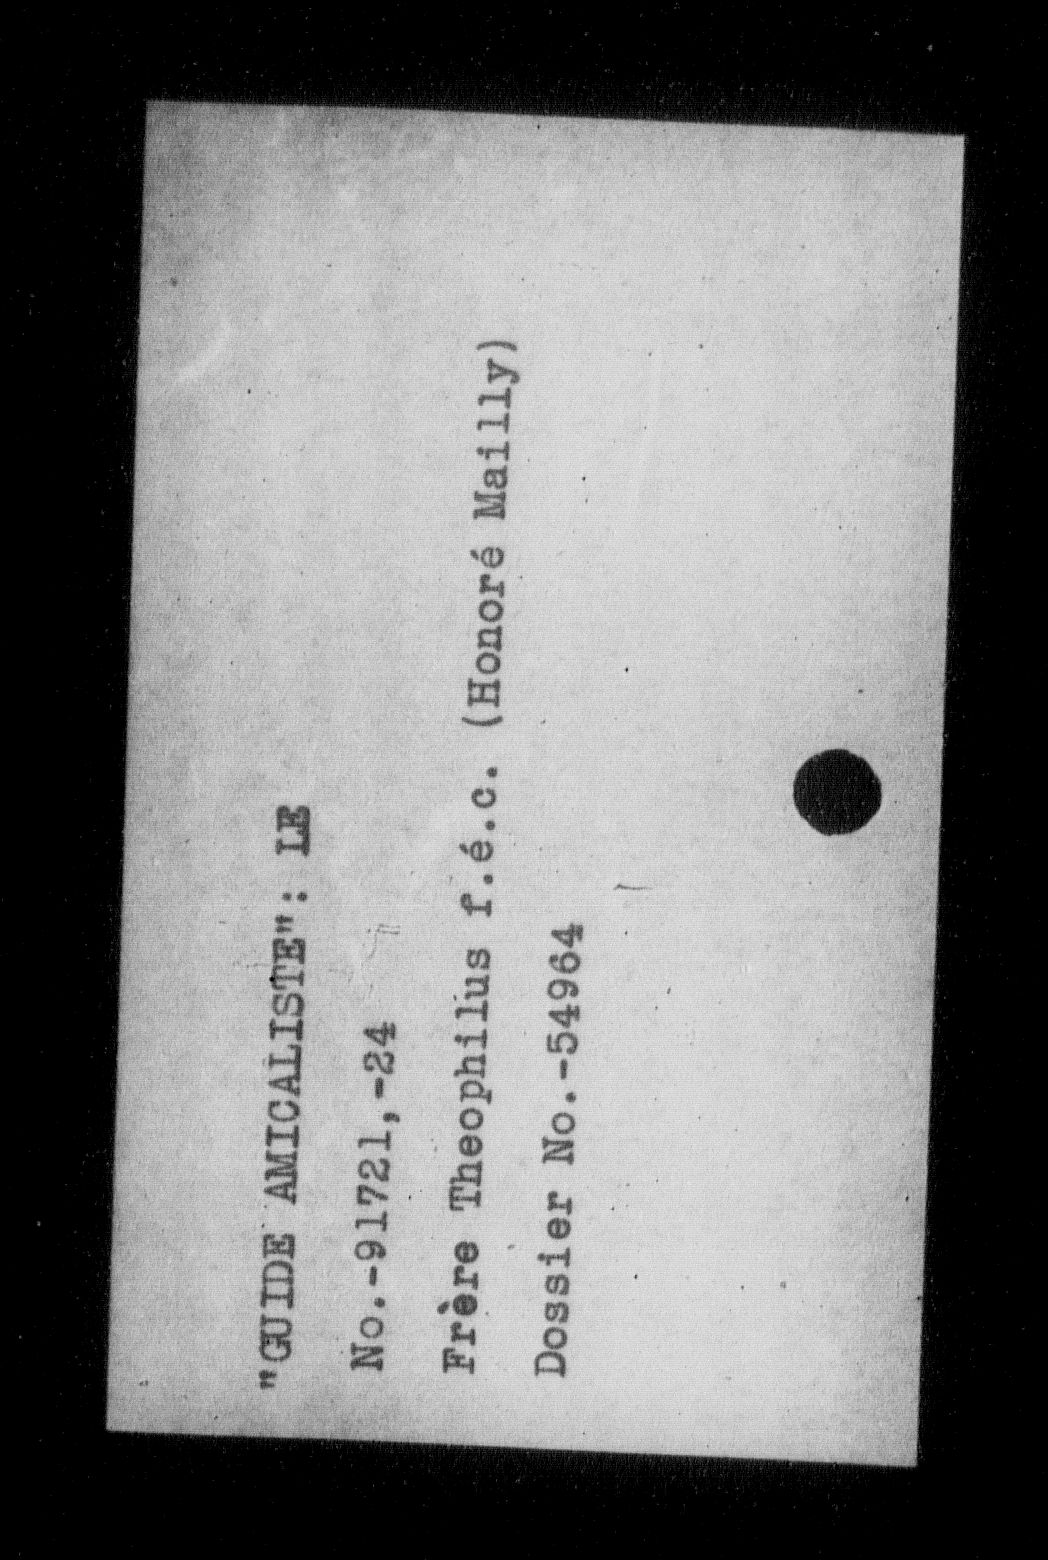 "GUIDE AMICALISTE": LE
No.-91721,-24
Frère Theophilus f.é.c. (Honoré Mailly)
Dossier No.-54964